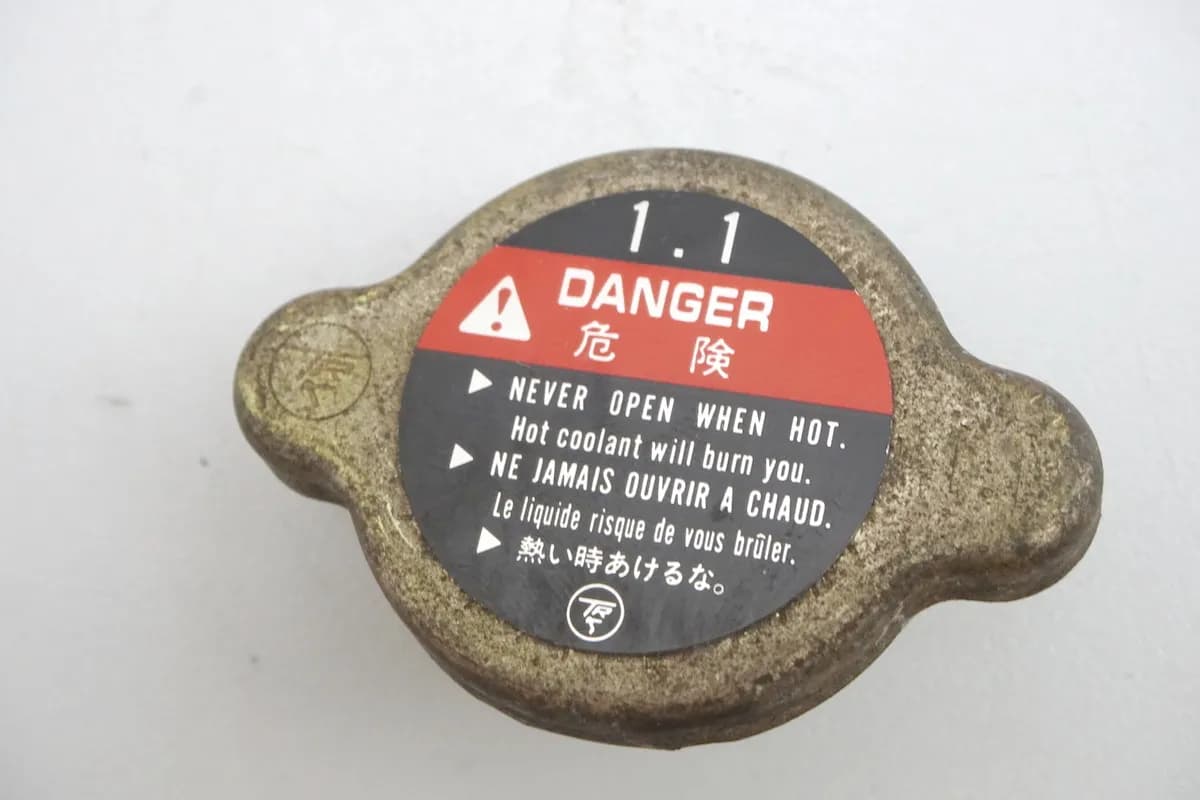 1.1
DANGER
危険
NEVER OPEN WHEN HOT.
Hot coolant will burn you.
NE JAMAIS OUVRIR A CHAUD.
Le liquide risque de vous brûler.
熱い時あけるな。
TR